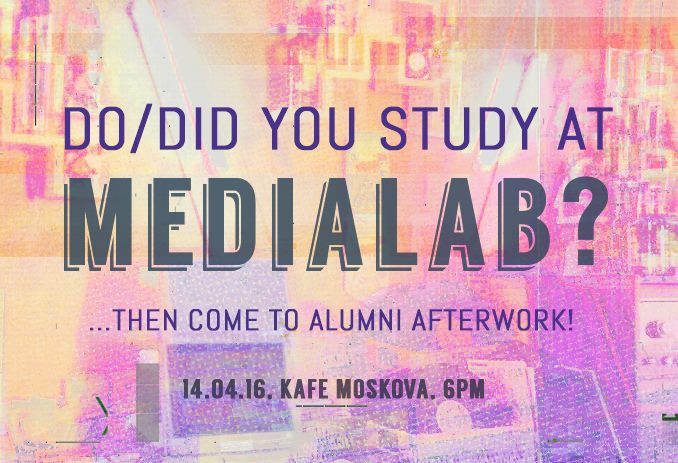 DO/DID YOU STUDY AT
MEDIALAB?
...THEN COME TO ALUMNI AFTERWORK!
14.04.16, KAFE MOSKOVA, 6PM